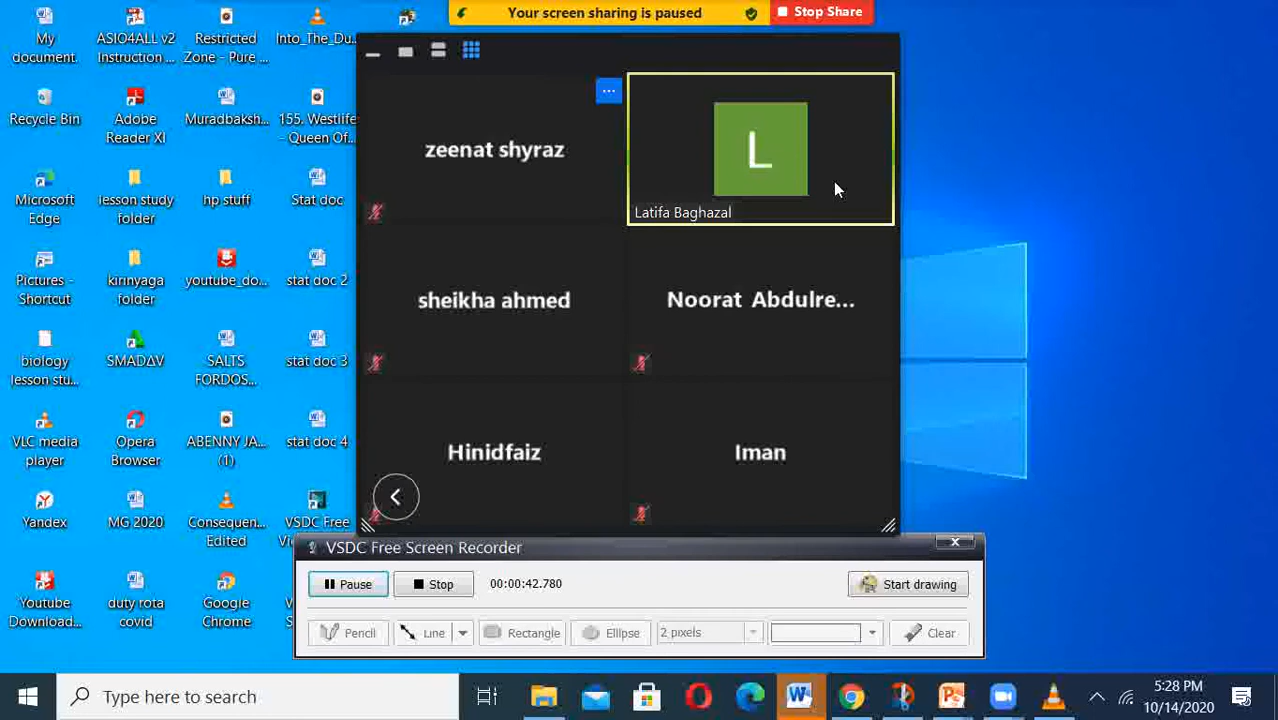 Your screen sharing is paused
Stop Share
My
document.
ASIO4ALL v2
Instruction ...
Restricted
Zone - Pure ...
Into_The_Du...
Recycle Bin
Adobe
Reader XI
Muradbaksh...
155. Westlife
- Queen Of...
Microsoft
Edge
lesson study
folder
hp stuff
Stat doc
Pictures -
Shortcut
kirinyaga
folder
youtube_do...
stat doc 2
biology
lesson stu...
SMADΔV
SALTS
FORDOS...
stat doc 3
VLC media
player
Opera
Browser
ABENNY JA...
(1)
stat doc 4
Yandex
MG 2020
Consequen...
Edited
VSDC Free
Youtube
Download...
duty rota
covid
Google
Chrome
...
zeenat shyraz
L
Latifa Baghazal
sheikha ahmed
Noorat Abdulre...
Hinidfaiz
Iman
VSDC Free Screen Recorder
Pause
Stop
00:00:42.780
Start drawing
Pencil
Line
Rectangle
Ellipse
2 pixels
Clear
Type here to search
5:28 PM
10/14/2020